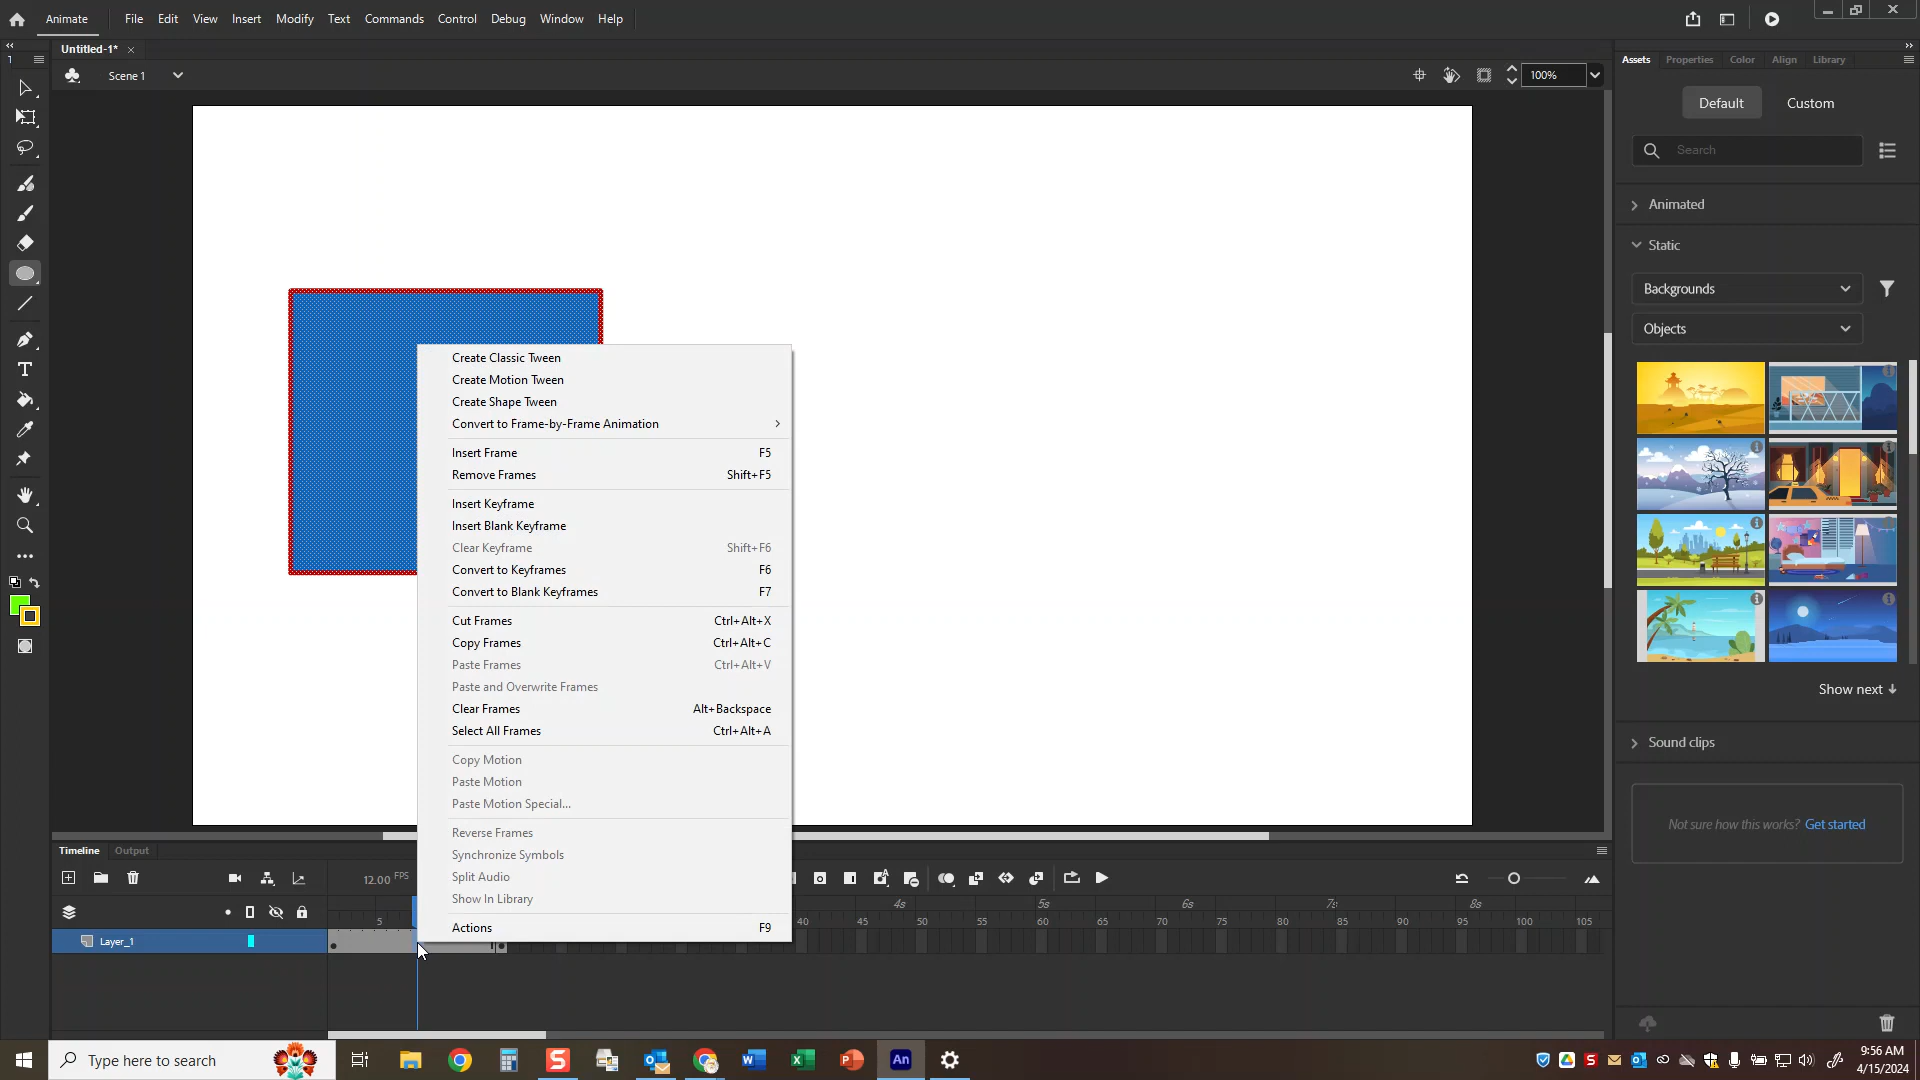 Animate File Edit View Insert Modify Text Commands Control Debug Window Help
Untitled-1*
1
Scene 1
100%
Assets Properties Color Align Library
Default Custom
Search
Animated
Static
Backgrounds
Objects
Show next
Sound clips
Not sure how this works? Get started
Create Classic Tween
Create Motion Tween
Create Shape Tween
Convert to Frame-by-Frame Animation
Insert Frame F5
Remove Frames Shift+F5
Insert Keyframe
Insert Blank Keyframe
Clear Keyframe Shift+F6
Convert to Keyframes F6
Convert to Blank Keyframes F7
Cut Frames Ctrl+Alt+X
Copy Frames Ctrl+Alt+C
Paste Frames Ctrl+Alt+V
Paste and Overwrite Frames
Clear Frames Alt+Backspace
Select All Frames Ctrl+Alt+A
Copy Motion
Paste Motion
Paste Motion Special...
Reverse Frames
Synchronize Symbols
Split Audio
Show In Library
Actions F9
Timeline Output
12.00 FPS
4s 5s 6s 7s 8s
5 40 45 50 55 60 65 70 75 80 85 90 95 100 105
Layer_1
Type here to search
9:56 AM
4/15/2024